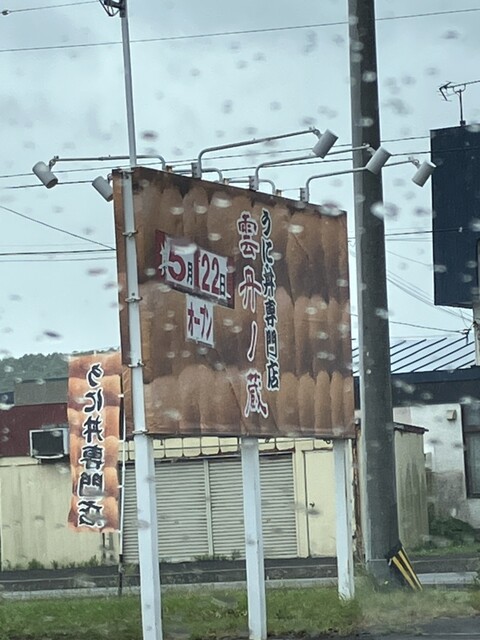 うに丼専門店
雲丹ノ蔵
5月22日
オープン
うに丼専門店